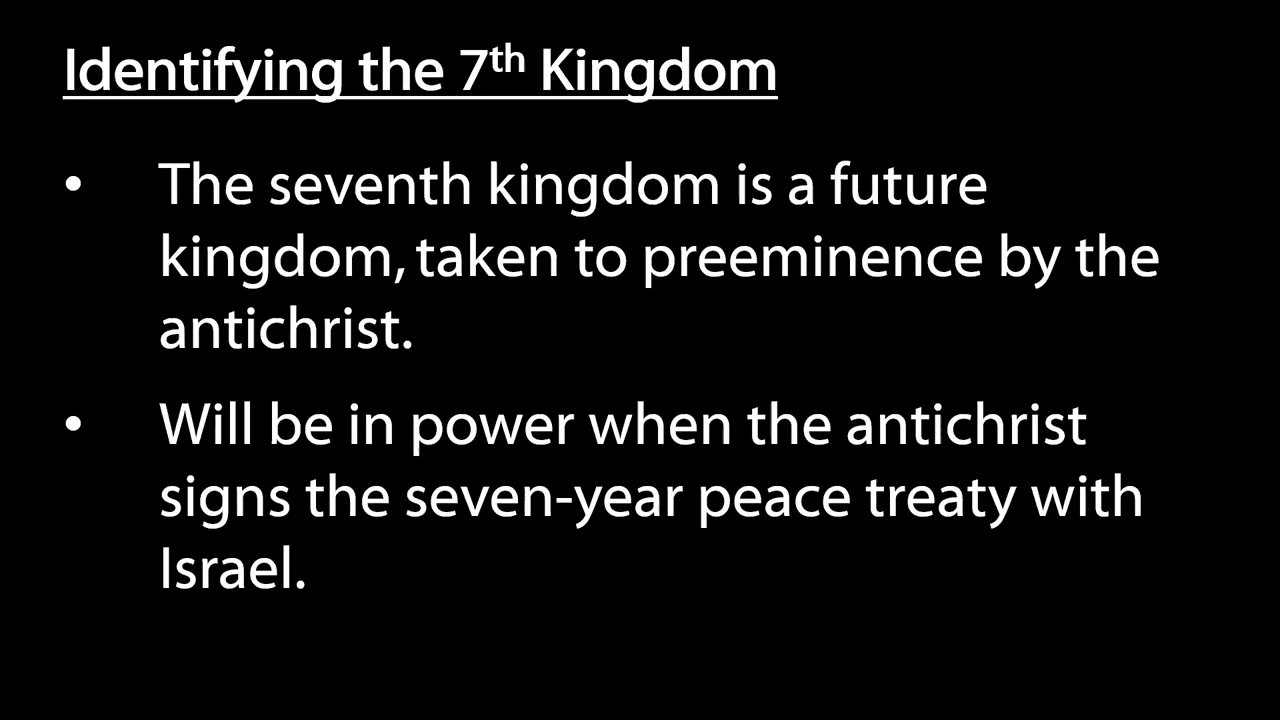 Identifying the 7th Kingdom
• The seventh kingdom is a future
kingdom, taken to preeminence by the
antichrist.
• Will be in power when the antichrist
signs the seven-year peace treaty with
Israel.